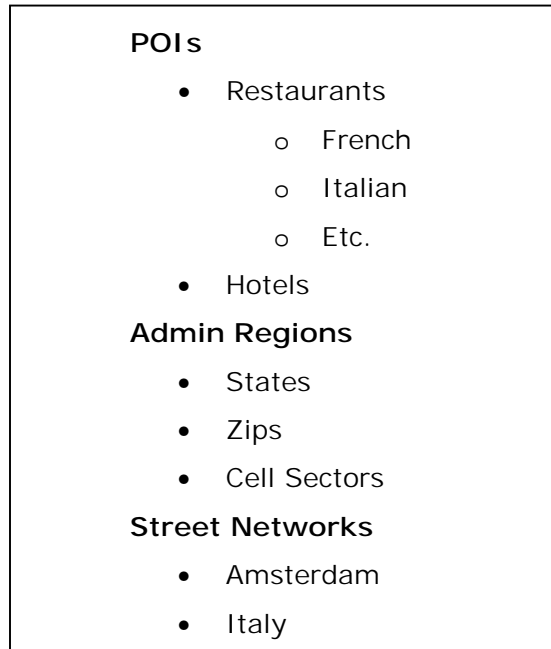 POIs
• Restaurants
o French
o Italian
o Etc.
• Hotels
Admin Regions
• States
• Zips
• Cell Sectors
Street Networks
• Amsterdam
• Italy